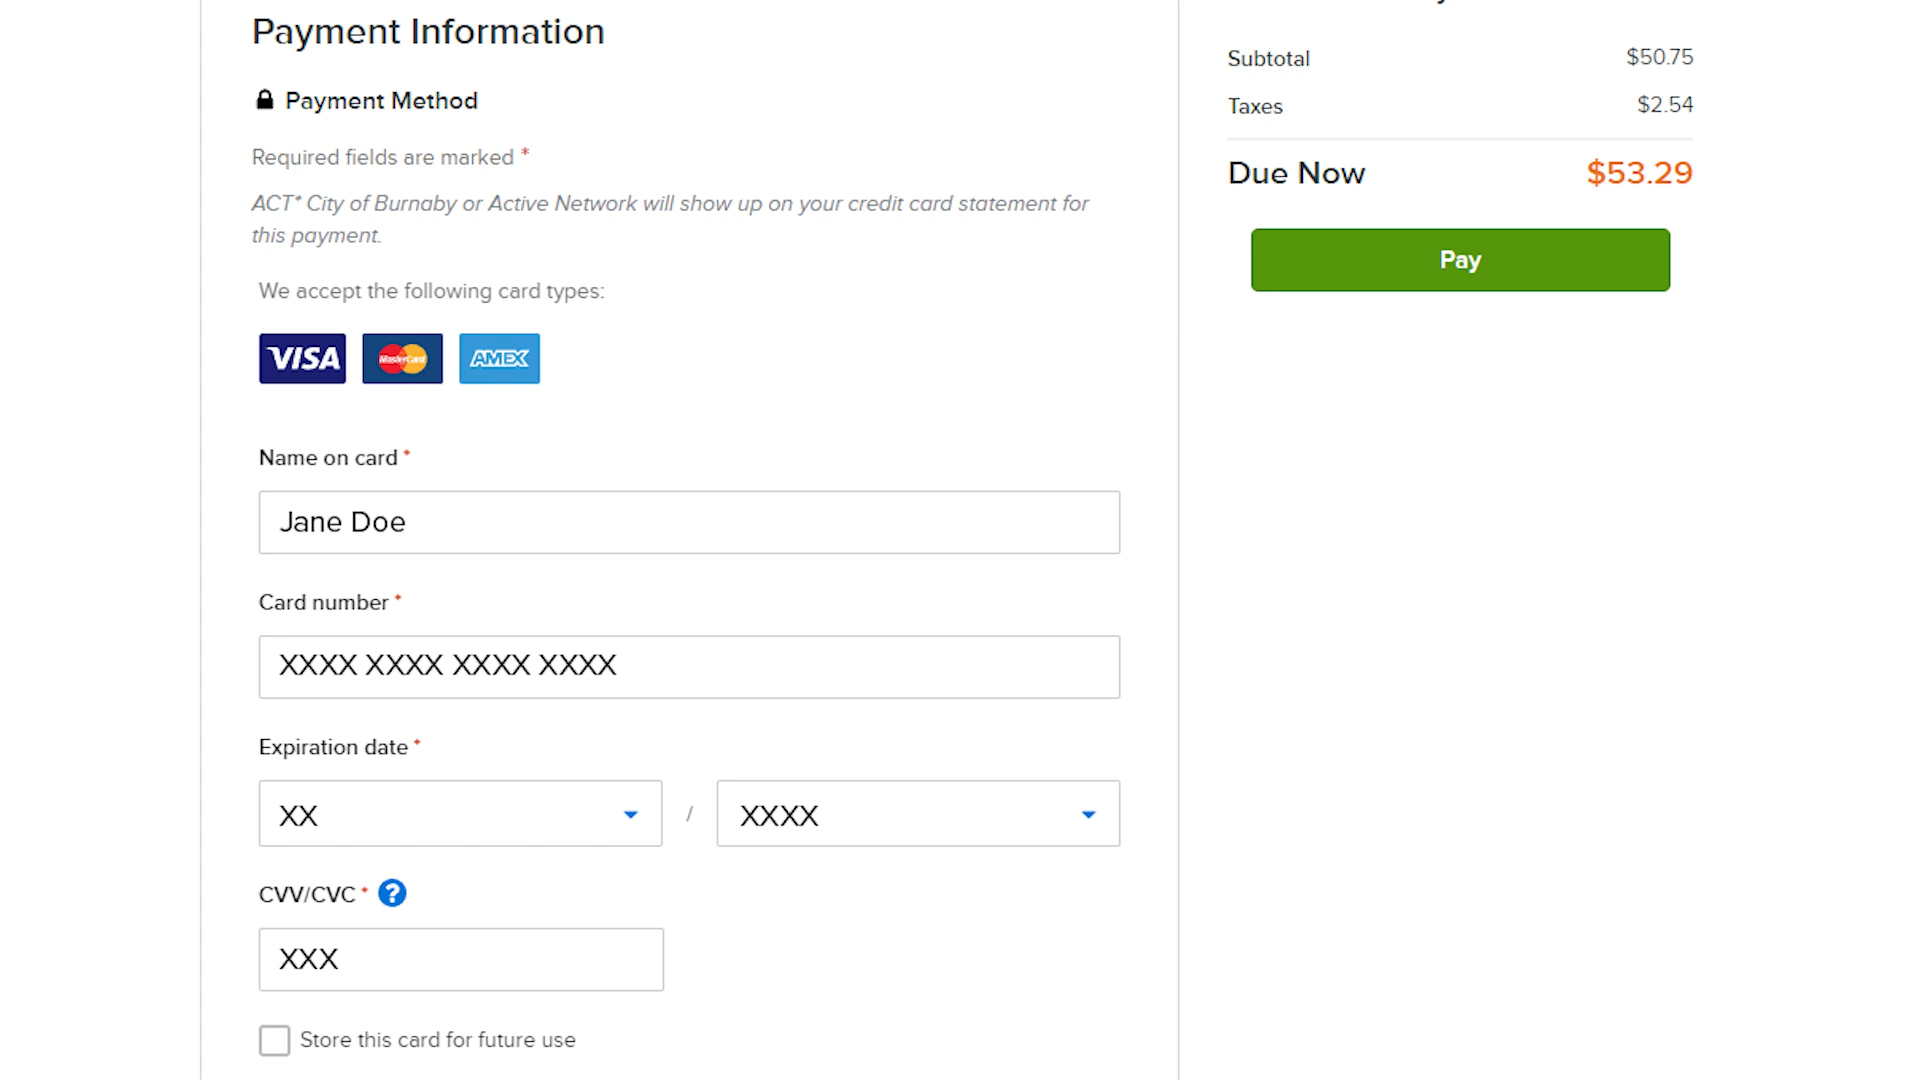 Payment Information
Payment Method
Required fields are marked *
ACT* City of Burnaby or Active Network will show up on your credit card statement for
this payment.
We accept the following card types:
VISA MasterCard AMEX
Name on card *
Jane Doe
Card number *
XXXX XXXX XXXX XXXX
Expiration date *
XX / XXXX
CVV/CVC * ?
XXX
Store this card for future use
Subtotal $50.75
Taxes $2.54
Due Now $53.29
Pay